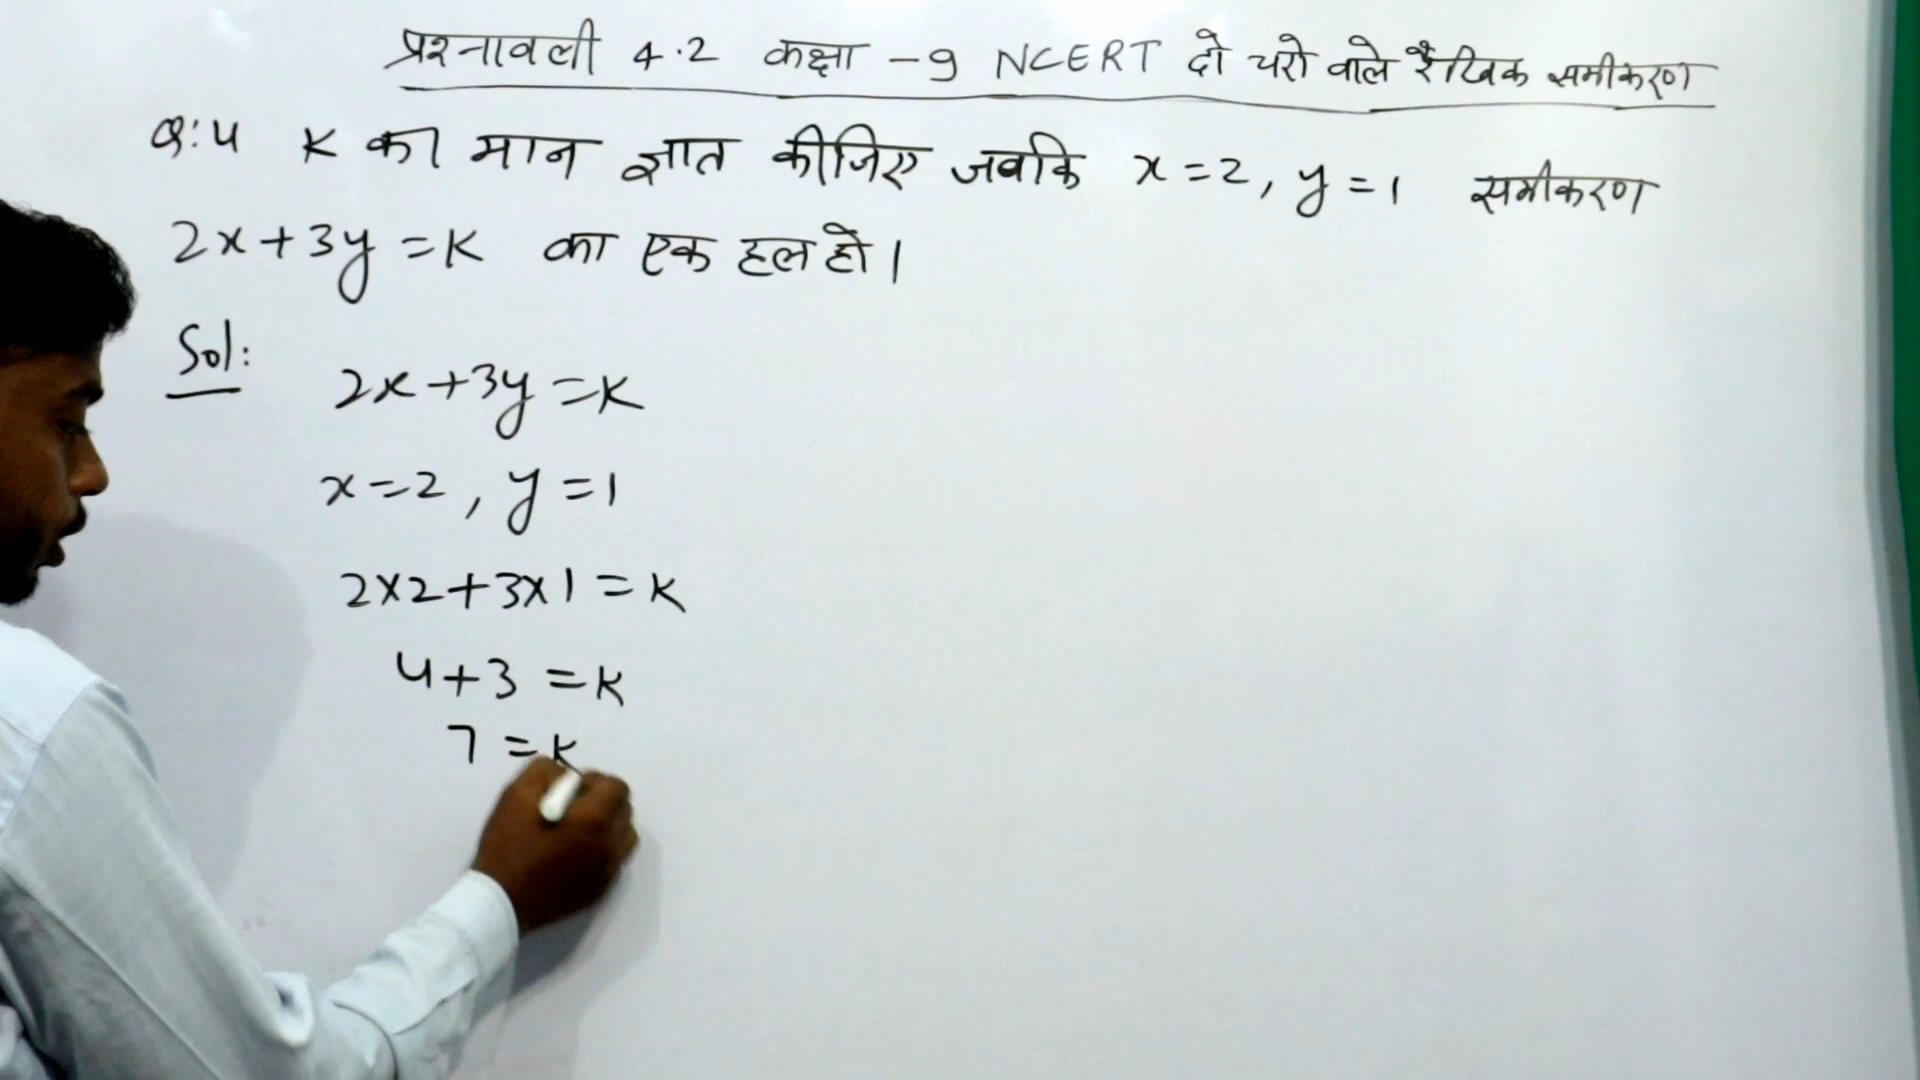 प्रश्नावली 4.2 कक्षा - 9 NCERT दो चरो वाले रैखिक समीकरण
Q:4 K का मान ज्ञात कीजिए जबकि x=2, y=1 समीकरण
2x+3y=K का एक हल हो।
Sol:
2x+3y=K
x=2, y=1
2×2+3×1=K
4+3=K
7=K